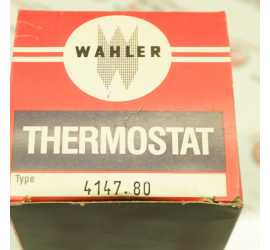 WAHLER
THERMOSTAT
Type
4147.80